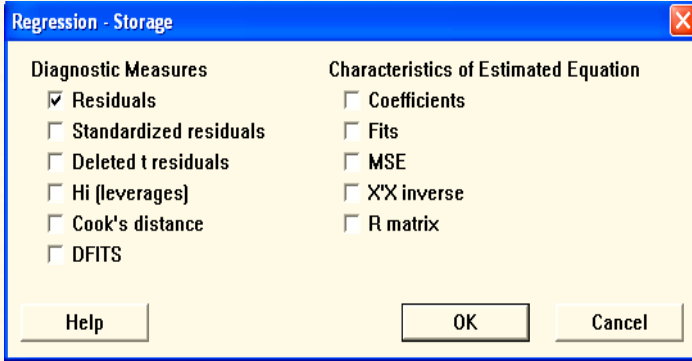 Regression - Storage
Diagnostic Measures
Residuals
Standardized residuals
Deleted t residuals
Hi (leverages)
Cook's distance
DFITS
Characteristics of Estimated Equation
Coefficients
Fits
MSE
X'X inverse
R matrix
Help
OK
Cancel